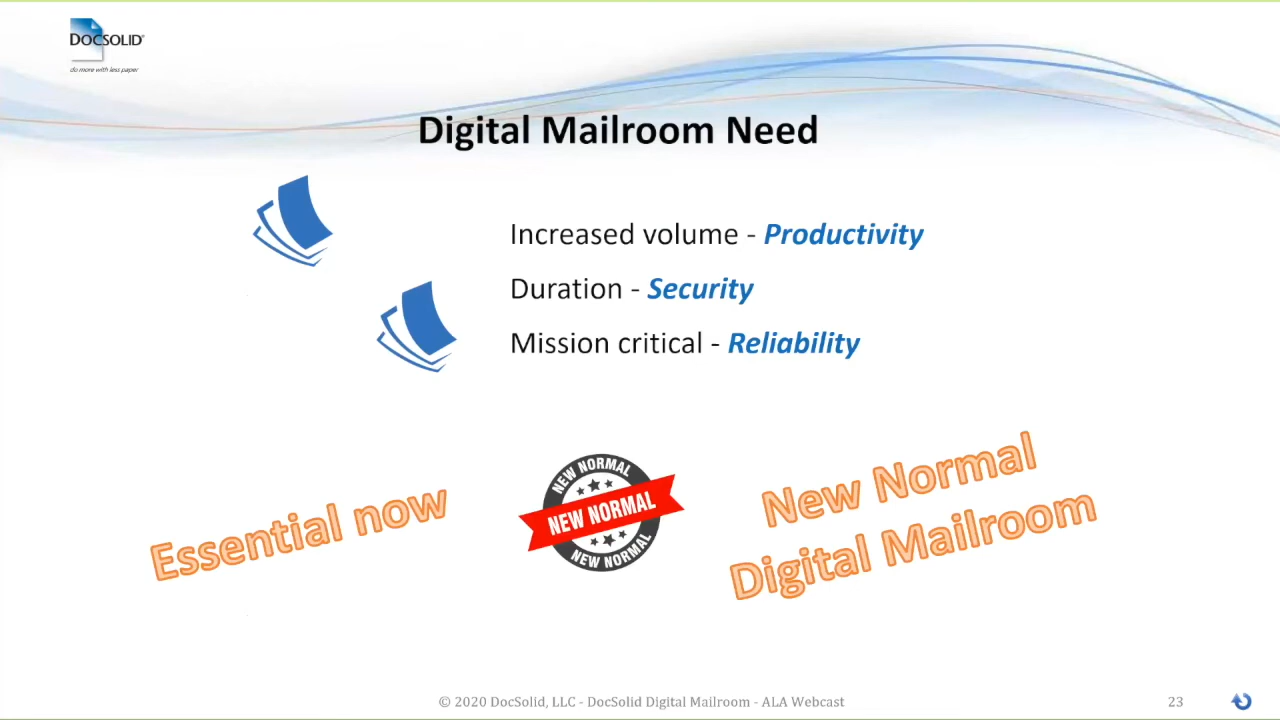 DOCSOLID®
do more with less paper
Digital Mailroom Need
Increased volume - Productivity
Duration - Security
Mission critical - Reliability
Essential now
NEW NORMAL
NEW NORMAL
NEW NORMAL
New Normal
Digital Mailroom
© 2020 DocSolid, LLC - DocSolid Digital Mailroom - ALA Webcast
23